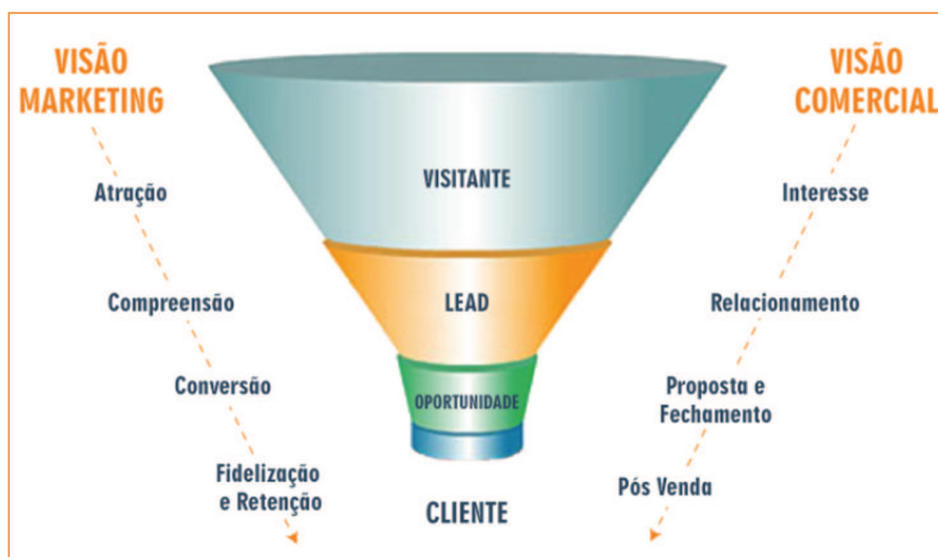 VISÃO
MARKETING
VISÃO
COMERCIAL
VISITANTE
Atração
Interesse
LEAD
Compreensão
Relacionamento
Conversão
OPORTUNIDADE
Proposta e
Fechamento
Fidelização
e Retenção
Pós Venda
CLIENTE